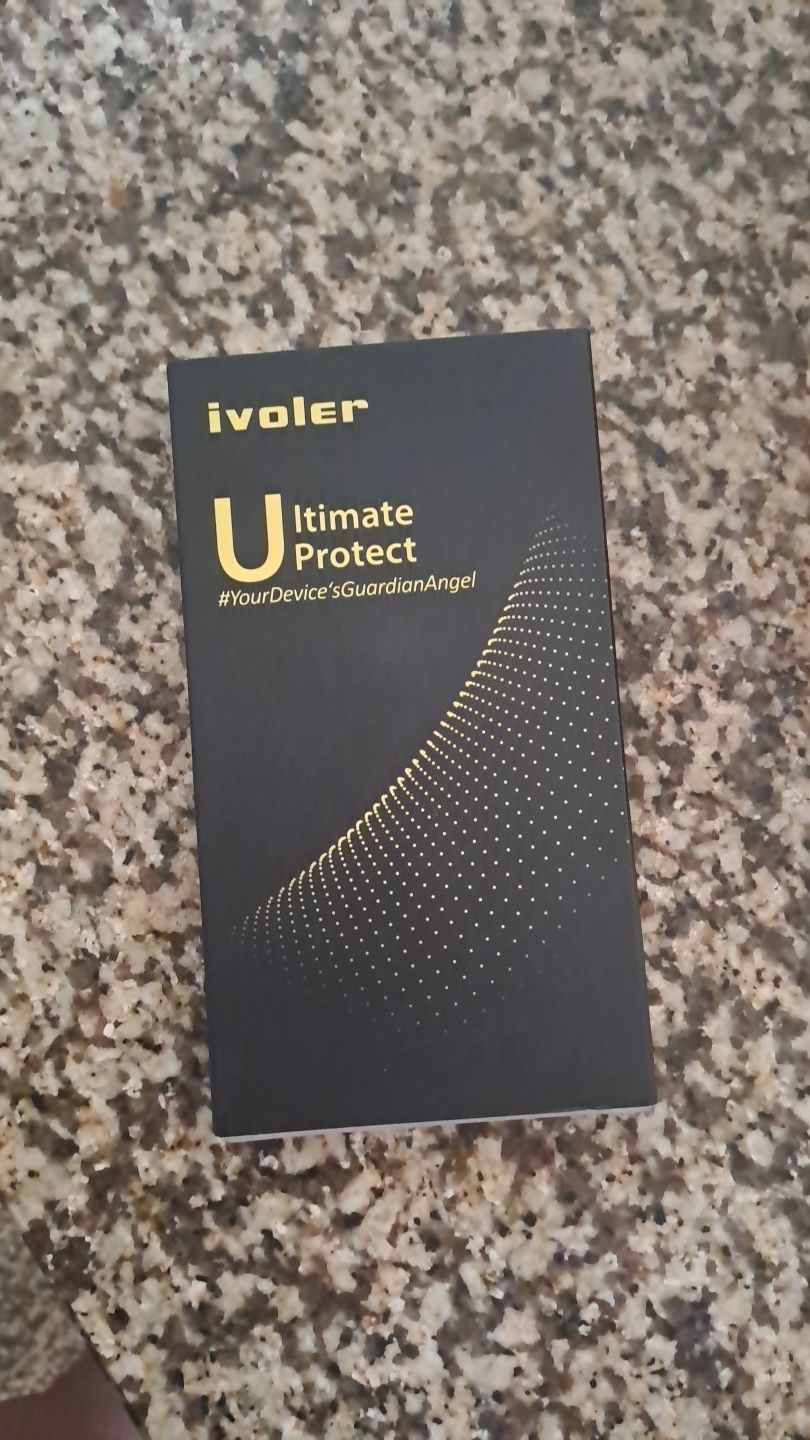 ivoler
Ultimate
Protect
#YourDevice‘sGuardianAngel